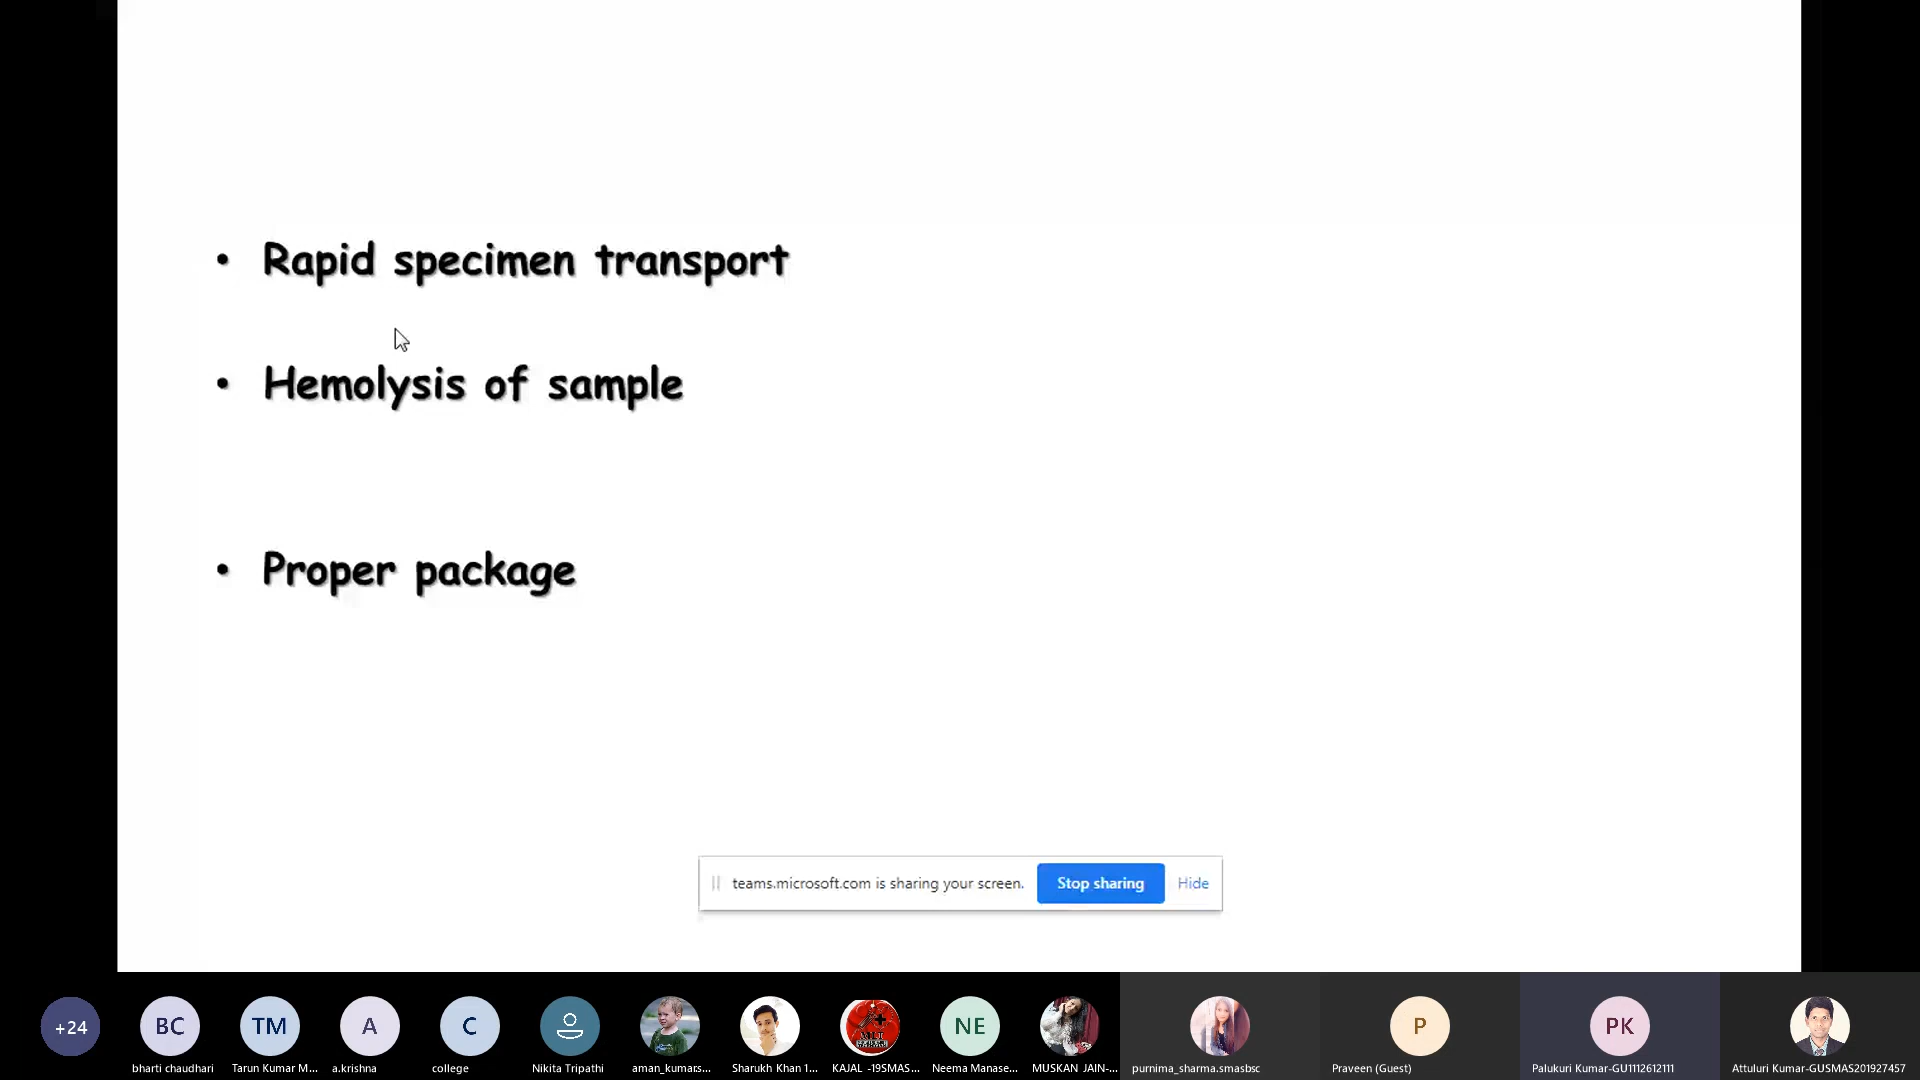 • Rapid specimen transport
• Hemolysis of sample
• Proper package
teams.microsoft.com is sharing your screen. Stop sharing Hide
+24 BC TM A C NE P PK
bharti chaudhari Tarun Kumar M... a.krishna college Nikita Tripathi aman_kumar.s... Sharukh Khan 1... KAJAL -19SMAS... Neema Manase... MUSKAN JAIN-... purnima_sharma.smasbsc Praveen (Guest) Palukuri Kumar-GU1112612111 Attuluri Kumar-GUSMAS201927457